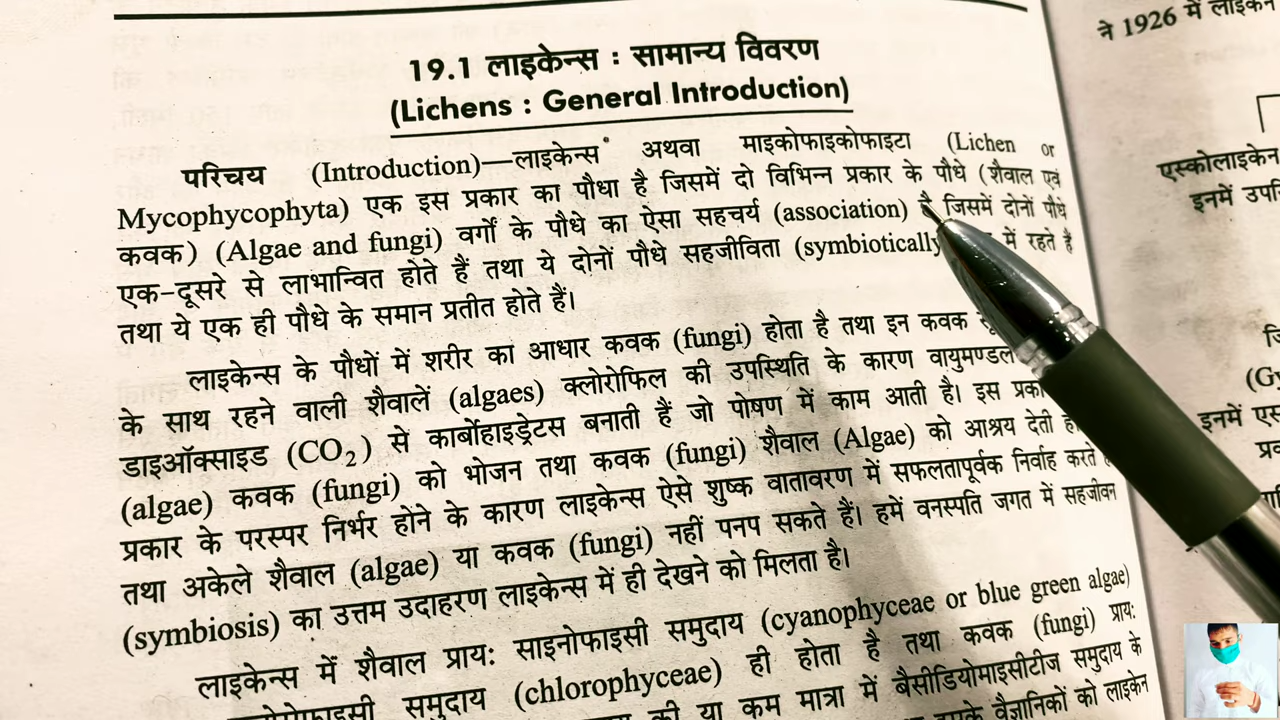 19.1 लाइकेन्स : सामान्य विवरण
(Lichens : General Introduction)
परिचय (Introduction)—लाइकेन्स अथवा माइकोफाइकोफाइटा (Lichen or
Mycophycophyta) एक इस प्रकार का पौधा है जिसमें दो विभिन्न प्रकार के पौधे (शैवाल एवं
कवक) (Algae and fungi) वर्गों के पौधे का ऐसा सहचर्य (association) है जिसमें दोनों पौधे
एक-दूसरे से लाभान्वित होते हैं तथा ये दोनों पौधे सहजीविता (symbiotically में रहते हैं
तथा ये एक ही पौधे के समान प्रतीत होते हैं।
लाइकेन्स के पौधों में शरीर का आधार कवक (fungi) होता है तथा इन कवक
के साथ रहने वाली शैवालें (algaes) क्लोरोफिल की उपस्थिति के कारण वायुमण्डल
डाइऑक्साइड (CO₂) से कार्बोहाइड्रेटस बनाती हैं जो पोषण में काम आती है। इस
(algae) कवक (fungi) को भोजन तथा कवक (fungi) शैवाल (Algae) को आश्रय देती
प्रकार के परस्पर निर्भर होने के कारण लाइकेन्स ऐसे शुष्क वातावरण में सफलतापूर्वक निर्वाह करते
तथा अकेले शैवाल (algae) या कवक (fungi) नहीं पनप सकते हैं। हमें वनस्पति जगत में सहजीवन
(symbiosis) का उत्तम उदाहरण लाइकेन्स में ही देखने को मिलता है।
लाइकेन्स में शैवाल प्राय: साइनोफाइसी समुदाय (cyanophyceae or blue green algae)
समुदाय (chlorophyceae) ही होता है तथा कवक (fungi) प्राय:
की या कम मात्रा में बैसीडियोमाइसीटीज समुदाय के
वैज्ञानिकों को लाइकेन
ने 1926 में लाइकेन
एस्कोलाइकेन
इनमें
इनमें